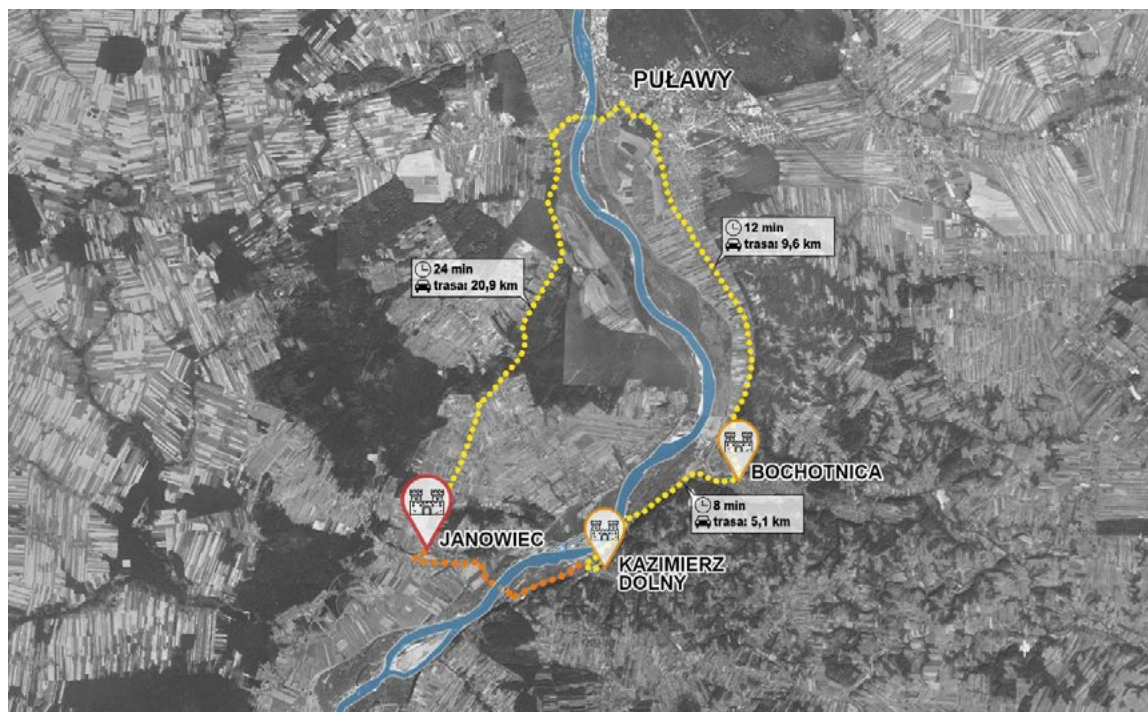 PUŁAWY
12 min
trasa: 9,6 km
24 min
trasa: 20,9 km
BOCHOTNICA
8 min
trasa: 5,1 km
JANOWIEC
KAZIMIERZ
DOLNY